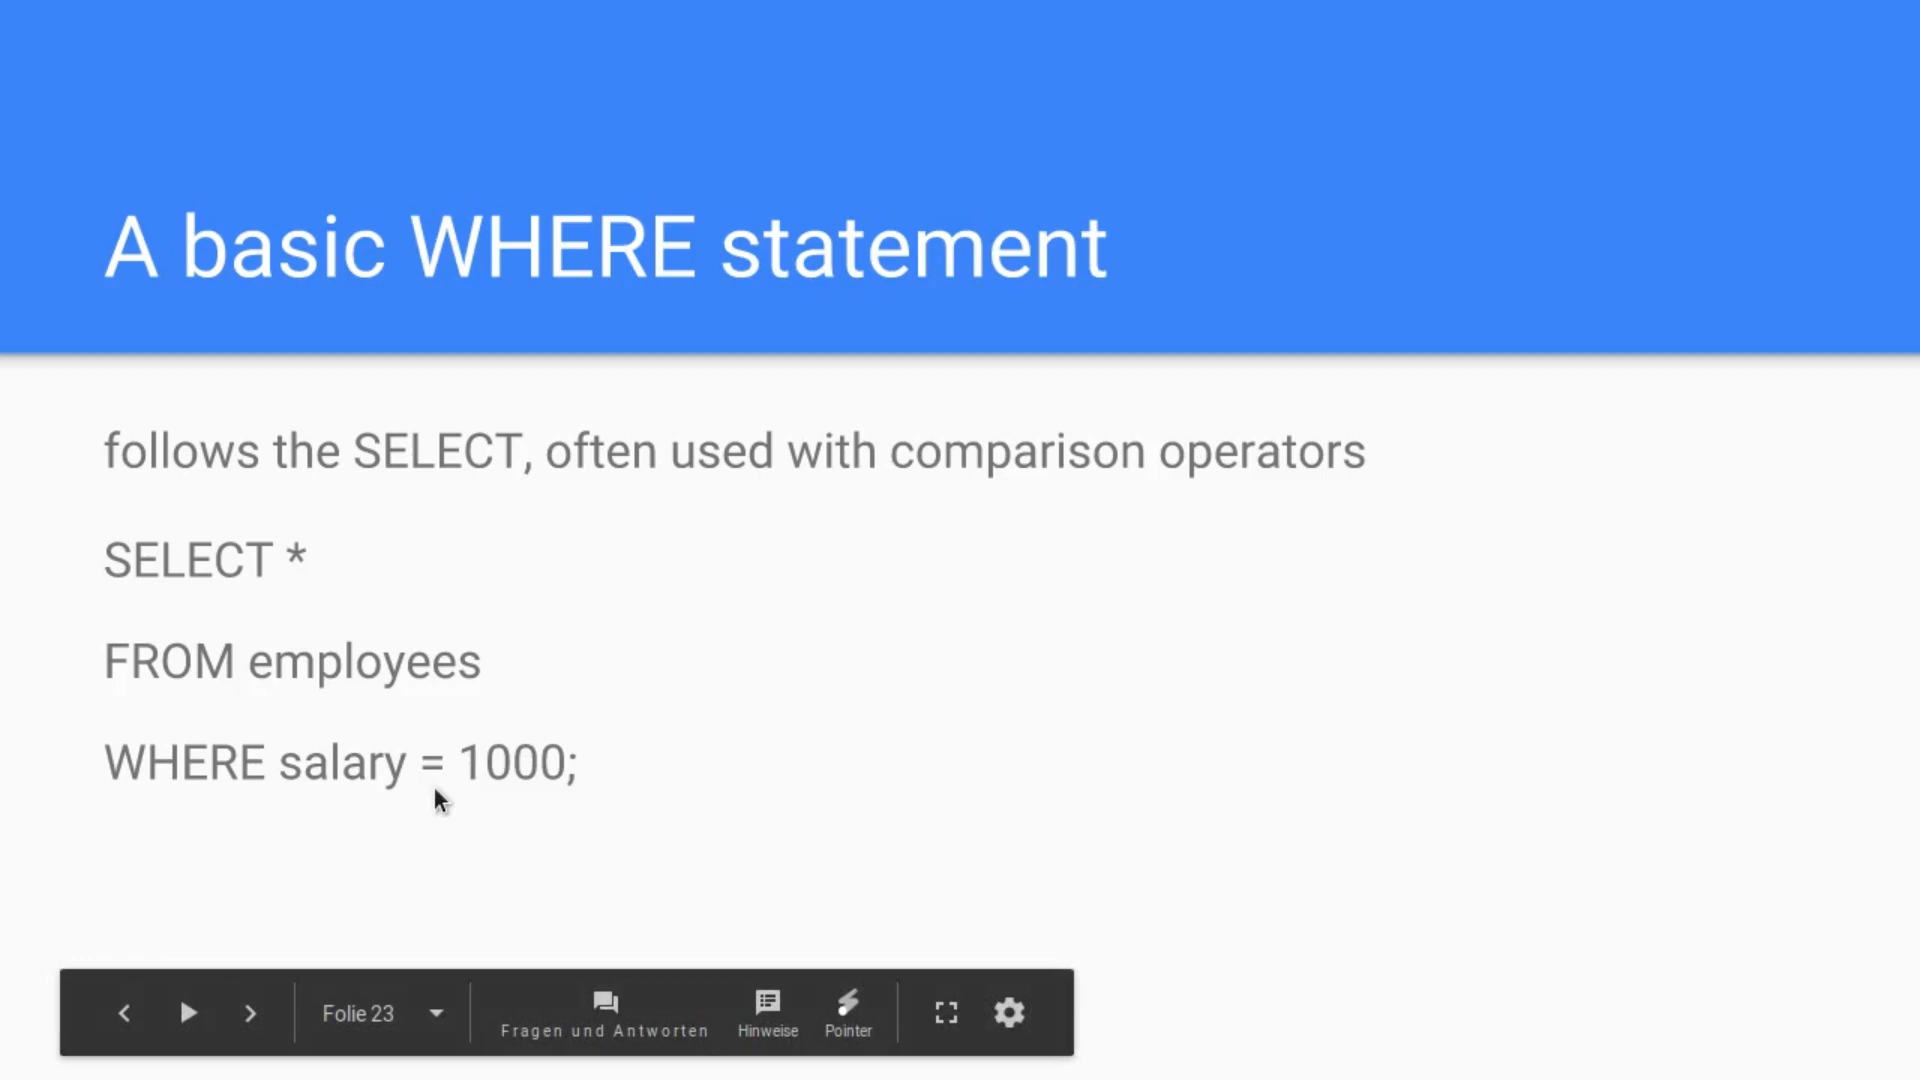 A basic WHERE statement
follows the SELECT, often used with comparison operators
SELECT *
FROM employees
WHERE salary = 1000;
Folie 23
Fragen und Antworten
Hinweise
Pointer